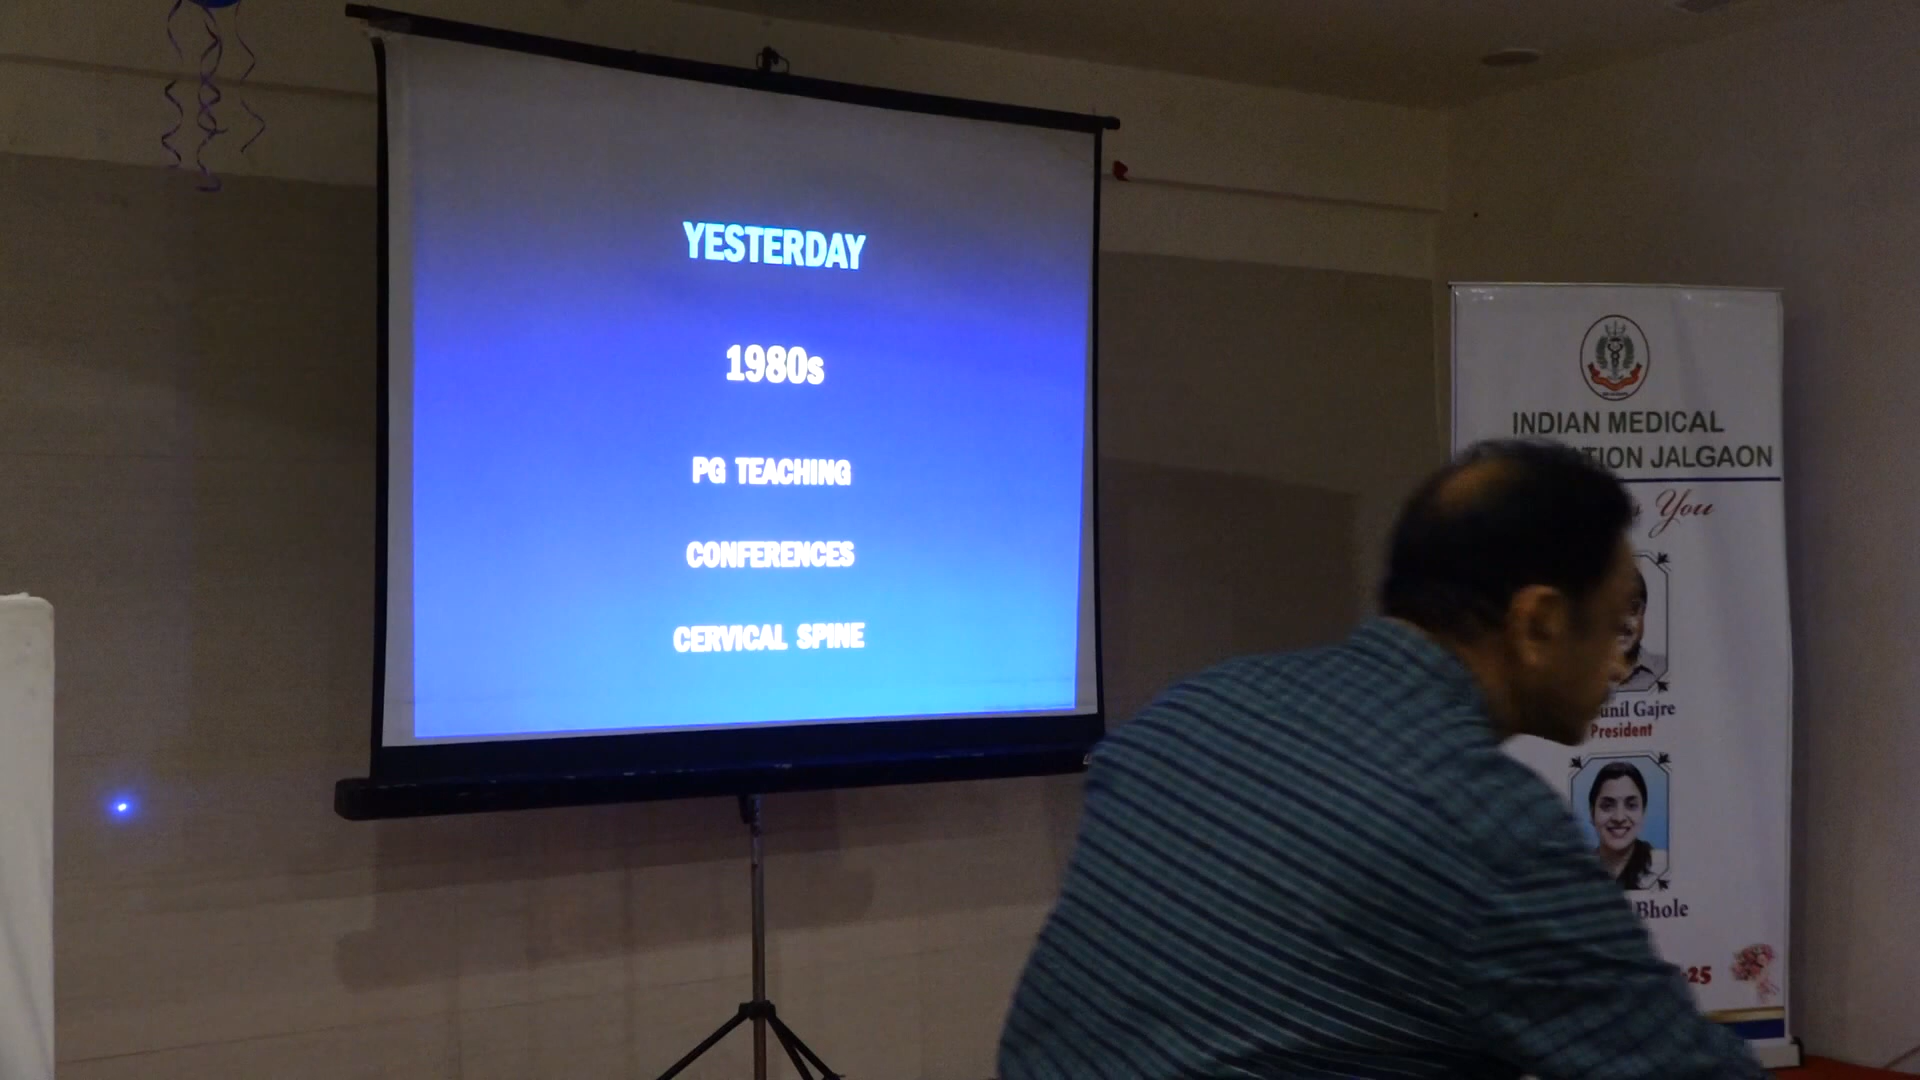 YESTERDAY
1980s
PG TEACHING
CONFERENCES
CERVICAL SPINE
INDIAN MEDICAL
TION JALGAON
You
unil Gajre
President
Bhole
25